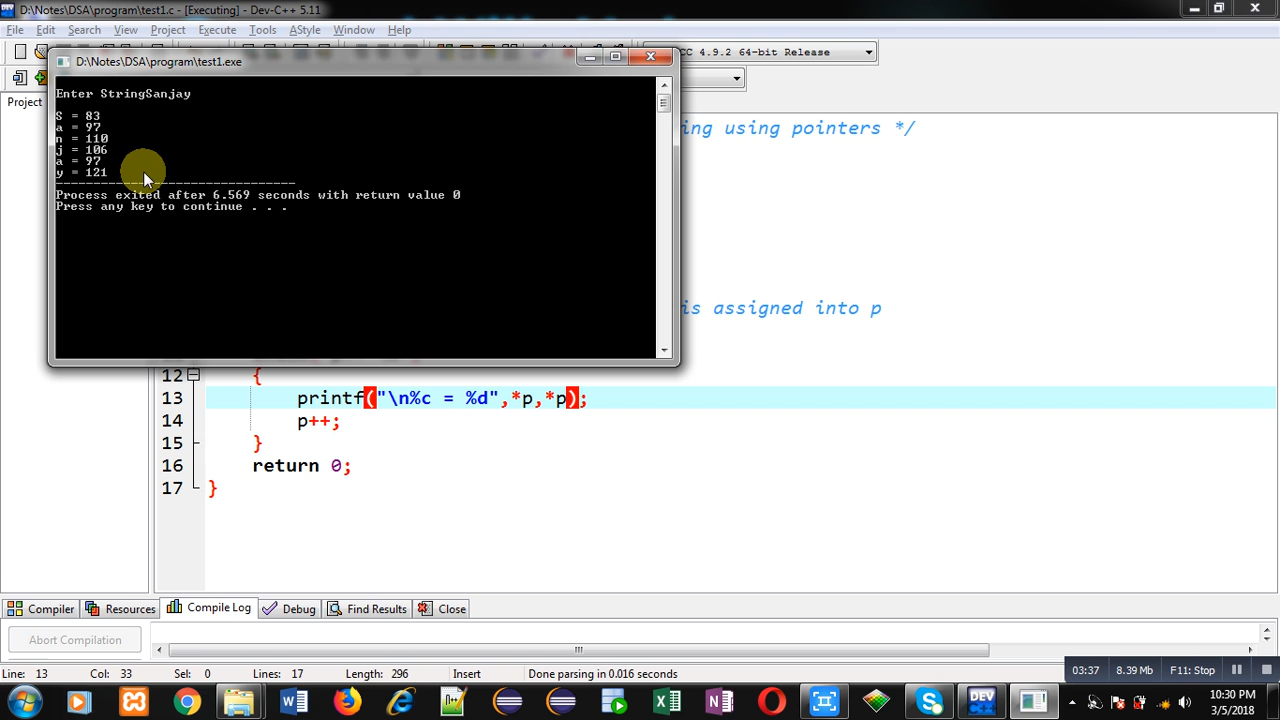 D:\Notes\DSA\program\test1.c - [Executing] - Dev-C++ 5.11
File Edit Search View Project Execute Tools AStyle Window Help
CC 4.9.2 64-bit Release
D:\Notes\DSA\program\test1.exe
Project
Enter StringSanjay
S = 83
a = 97
n = 110
j = 106
a = 97
y = 121
--------------------------------
Process exited after 6.569 seconds with return value 0
Press any key to continue . . .
ing using pointers */
is assigned into p
12 {
13 printf("\n%c = %d",*p,*p);
14 p++;
15 }
16 return 0;
17 }
Compiler Resources Compile Log Debug Find Results Close
Abort Compilation
Line: 13 Col: 33 Sel: 0 Lines: 17 Length: 296 Insert Done parsing in 0.016 seconds
03:37 8.39 Mb F11: Stop
DEV C++
10:30 PM
3/5/2018